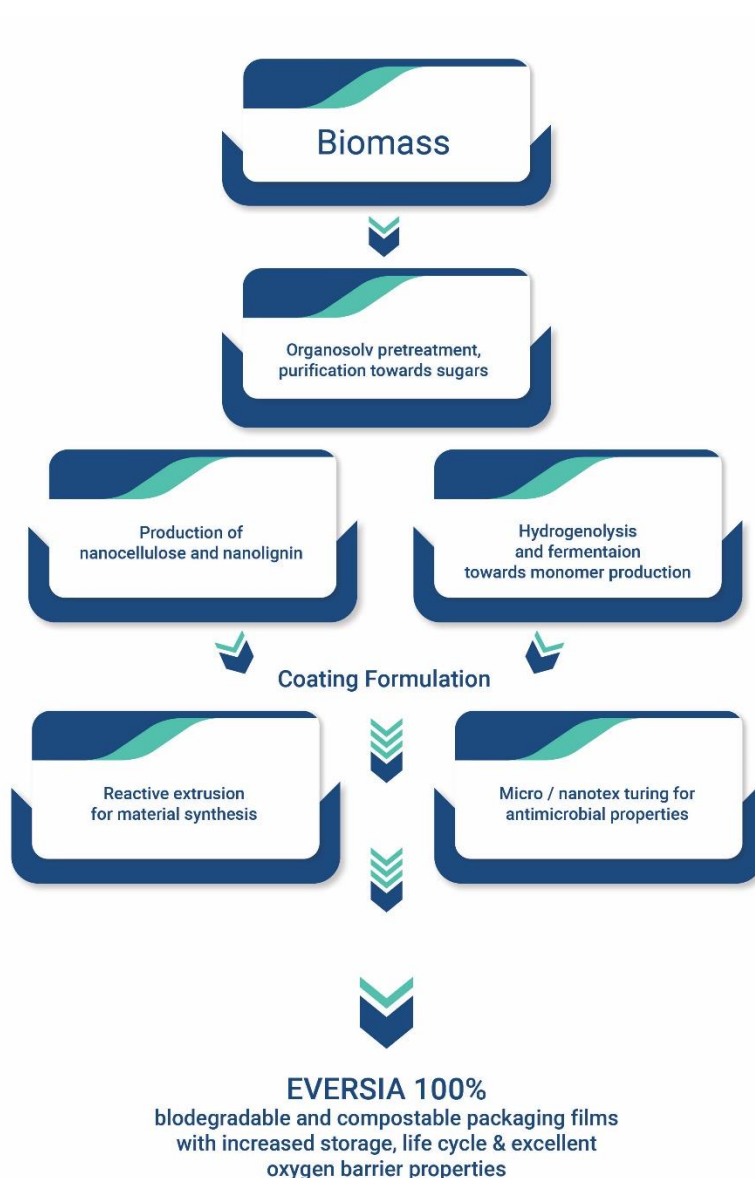 Biomass
Organosolv pretreatment,
purification towards sugars
Production of
nanocellulose and nanolignin
Hydrogenolysis
and fermentaion
towards monomer production
Coating Formulation
Reactive extrusion
for material synthesis
Micro / nanotex turing for
antimicrobial properties
EVERSIA 100%
blodegradable and compostable packaging films
with increased storage, life cycle & excellent
oxygen barrier properties